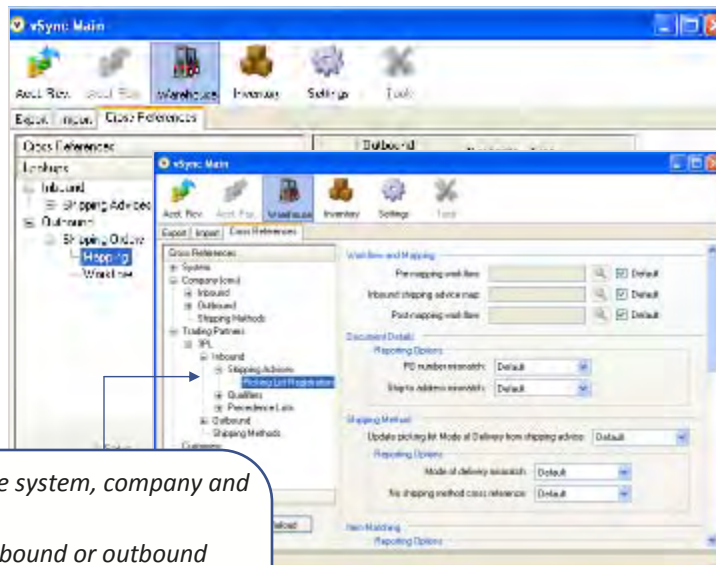 vSync Main
Acct. Rcv.
Warehouse
Inventory
Settings
Tools
Export
Import
Cross References
Cross References
Outbound
Lookups
Inbound
Shipping Advices
Outbound
Shipping Orders
Mapping
Workflow
vSync Main
Acct. Rcv.
Warehouse
Inventory
Settings
Tools
Export
Import
Cross References
Cross References
System
Inbound
Outbound
Shipping Methods
Trading Partners
3PL
Inbound
Shipping Advices
Picking List Registration
Qualifiers
Precedence Lists
Outbound
Shipping Methods
Customers
Workflow and Mapping
Pre mapping workflow:
Default
Inbound shipping advice map:
Default
Post mapping workflow:
Default
Document Details
Reporting Options
PO number mismatch:
Default
Ship to address mismatch:
Default
Shipping Method
Update picking list Mode of Delivery from shipping advice:
Default
Reporting Options
Mode of delivery mismatch:
Default
No shipping method cross reference:
Default
Item Matching
Reporting Options
e system, company and
bound or outbound